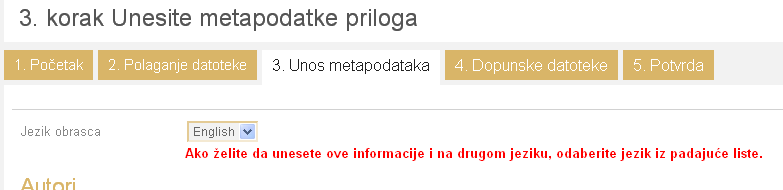 3. korak Unesite metapodatke priloga
1. Početak 2. Polaganje datoteke 3. Unos metapodataka 4. Dopunske datoteke 5. Potvrda
Jezik obrasca English
Ako želite da unesete ove informacije i na drugom jeziku, odaberite jezik iz padajuće liste.
Autori